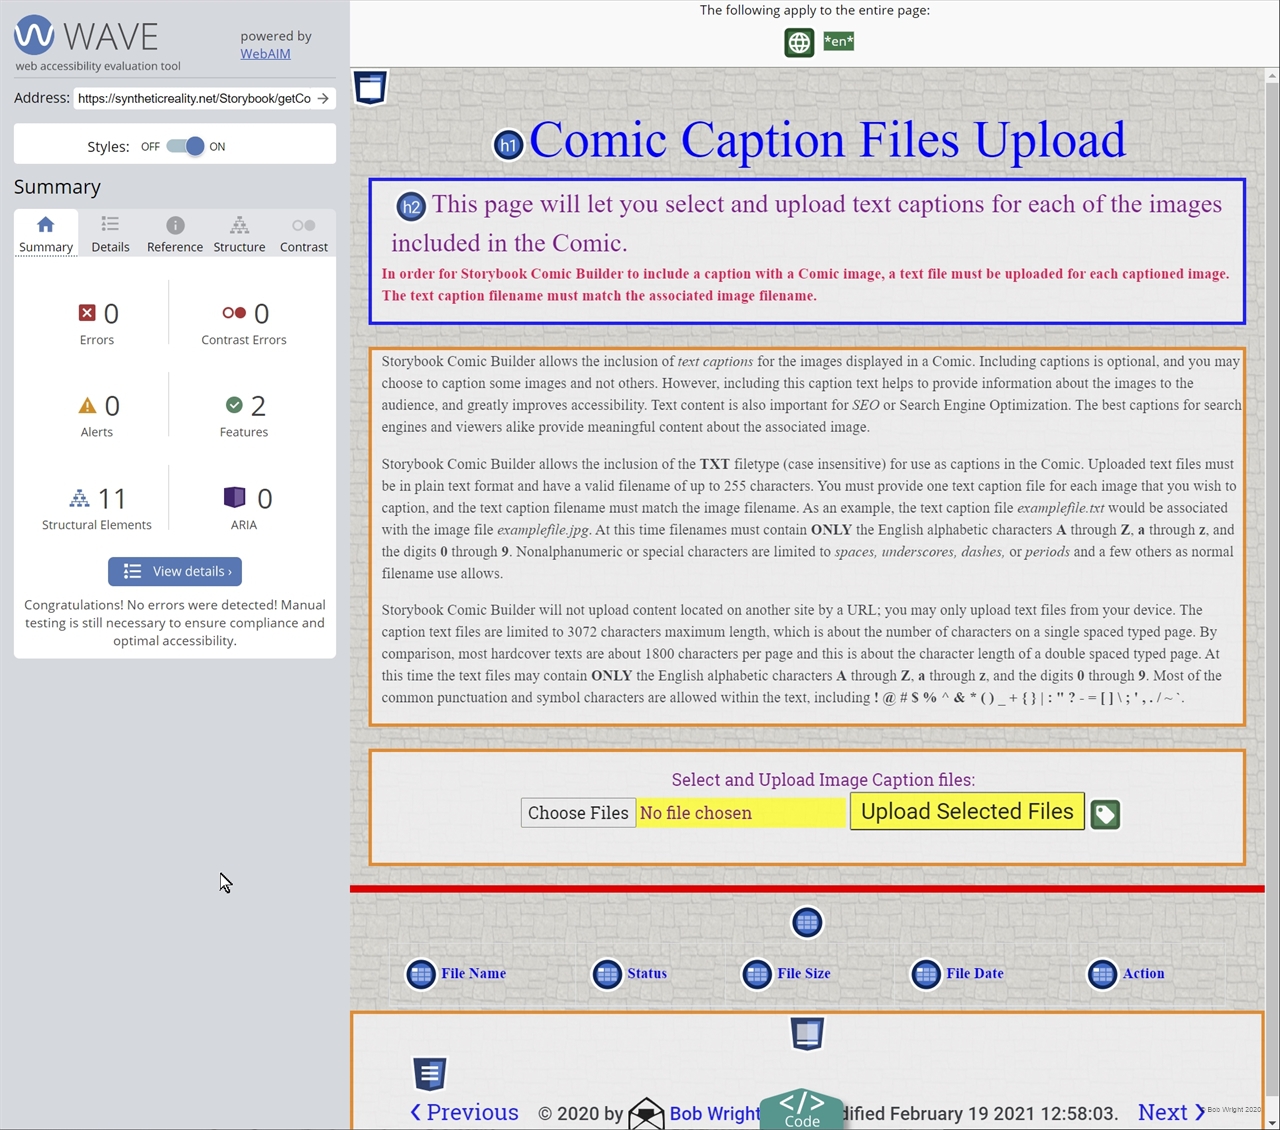 WAVE
powered by
WebAIM
web accessibility evaluation tool
Address: https://syntheticreality.net/Storybook/getCo
Styles: OFF ON
Summary
Summary Details Reference Structure Contrast
0 0
Errors Contrast Errors
0 2
Alerts Features
11 0
Structural Elements ARIA
View details ›
Congratulations! No errors were detected! Manual
testing is still necessary to ensure compliance and
optimal accessibility.
The following apply to the entire page:
*en*
h1 Comic Caption Files Upload
h2 This page will let you select and upload text captions for each of the images
included in the Comic.
In order for Storybook Comic Builder to include a caption with a Comic image, a text file must be uploaded for each captioned image.
The text caption filename must match the associated image filename.
Storybook Comic Builder allows the inclusion of text captions for the images displayed in a Comic. Including captions is optional, and you may
choose to caption some images and not others. However, including this caption text helps to provide information about the images to the
audience, and greatly improves accessibility. Text content is also important for SEO or Search Engine Optimization. The best captions for search
engines and viewers alike provide meaningful content about the associated image.
Storybook Comic Builder allows the inclusion of the TXT filetype (case insensitive) for use as captions in the Comic. Uploaded text files must
be in plain text format and have a valid filename of up to 255 characters. You must provide one text caption file for each image that you wish to
caption, and the text caption filename must match the image filename. As an example, the text caption file examplefile.txt would be associated
with the image file examplefile.jpg. At this time filenames must contain ONLY the English alphabetic characters A through Z, a through z, and
the digits 0 through 9. Nonalphanumeric or special characters are limited to spaces, underscores, dashes, or periods and a few others as normal
filename use allows.
Storybook Comic Builder will not upload content located on another site by a URL; you may only upload text files from your device. The
caption text files are limited to 3072 characters maximum length, which is about the number of characters on a single spaced typed page. By
comparison, most hardcover texts are about 1800 characters per page and this is about the character length of a double spaced typed page. At
this time the text files may contain ONLY the English alphabetic characters A through Z, a through z, and the digits 0 through 9. Most of the
common punctuation and symbol characters are allowed within the text, including ! @ # $ % ^ & * ( ) _ + { } | : " ? - = [ ] \ ; ' , . / ~ `.
Select and Upload Image Caption files:
Choose Files No file chosen Upload Selected Files
File Name Status File Size File Date Action
❮ Previous © 2020 by Bob Wright </> Code dified February 19 2021 12:58:03. Next ❯
© Bob Wright 2020